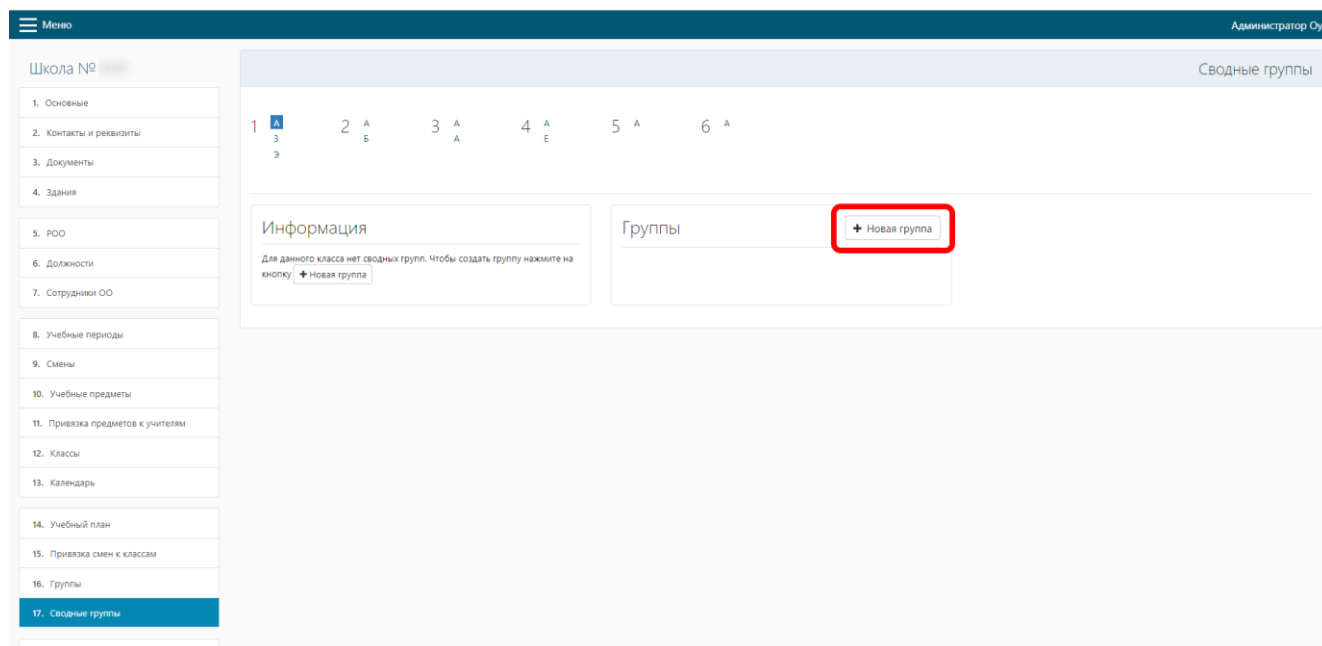 Меню
Администратор Оу
Школа №
Сводные группы
1. Основные
2. Контакты и реквизиты
3. Документы
4. Здания
5. РОО
6. Должности
7. Сотрудники ОО
8. Учебные периоды
9. Смены
10. Учебные предметы
11. Привязка предметов к учителям
12. Классы
13. Календарь
14. Учебный план
15. Привязка смен к классам
16. Группы
17. Сводные группы
1 А 2 А 3 А 4 А 5 А 6 А
З Б А Е
Э
Информация
Для данного класса нет сводных групп. Чтобы создать группу нажмите на
кнопку + Новая группа
Группы
+ Новая группа